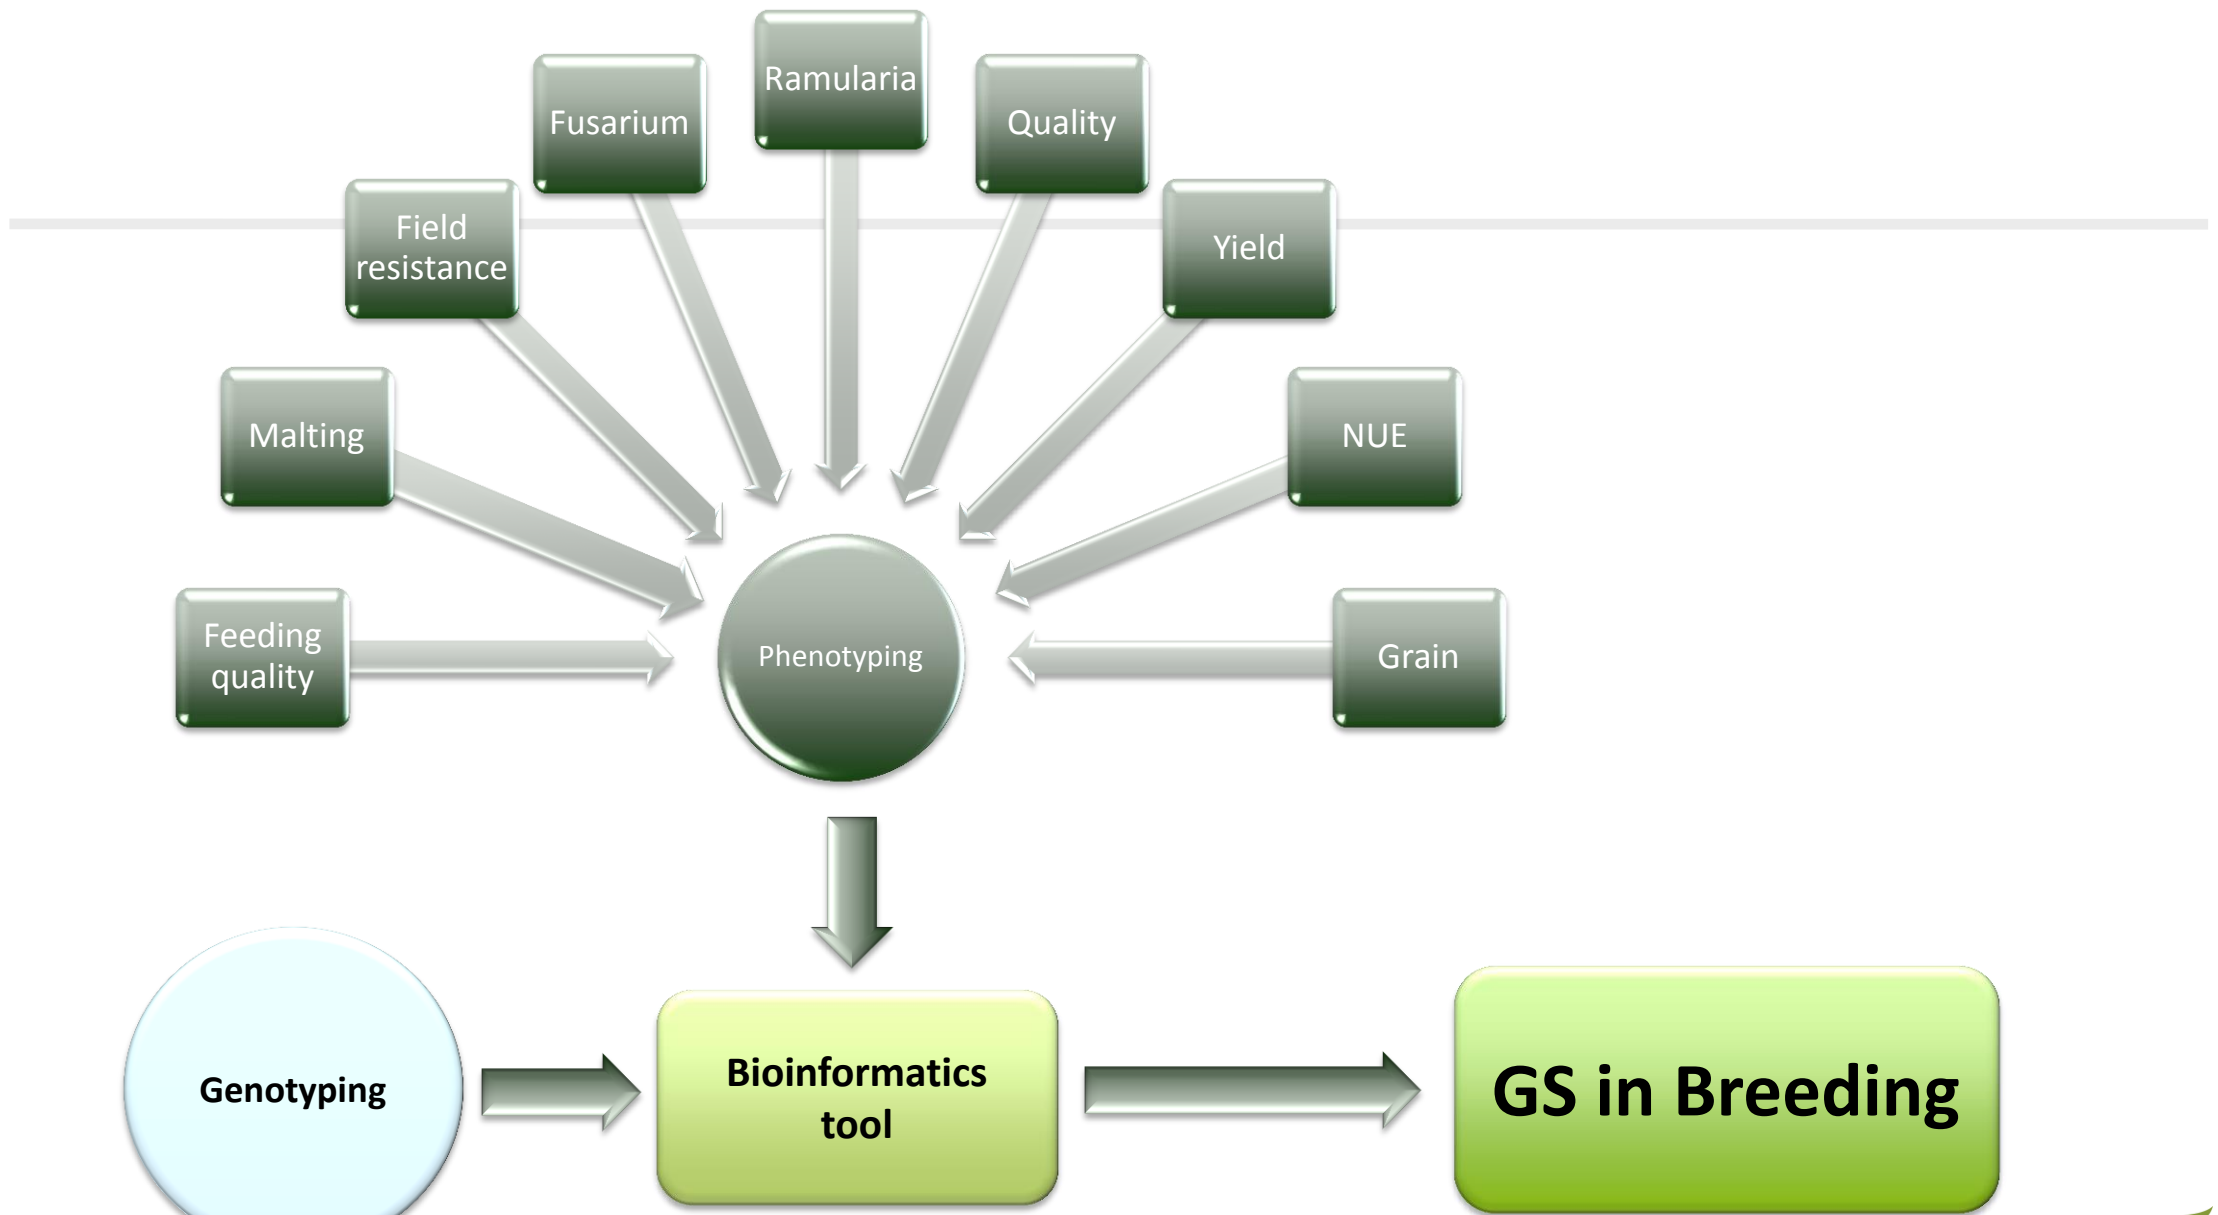 Ramularia
Fusarium
Quality
Field
resistance
Yield
Malting
NUE
Feeding
quality
Phenotyping
Grain
Genotyping
Bioinformatics
tool
GS in Breeding